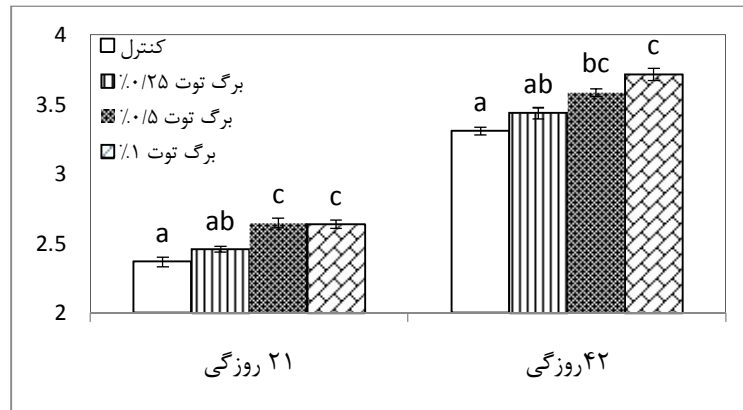 4
3.5
3
2.5
2
کنترل
برگ توت ۰/۲۵٪
برگ توت ۰/۵٪
برگ توت ۱٪
a
ab
c
c
a
ab
bc
c
۲۱ روزگی
۴۲روزگی